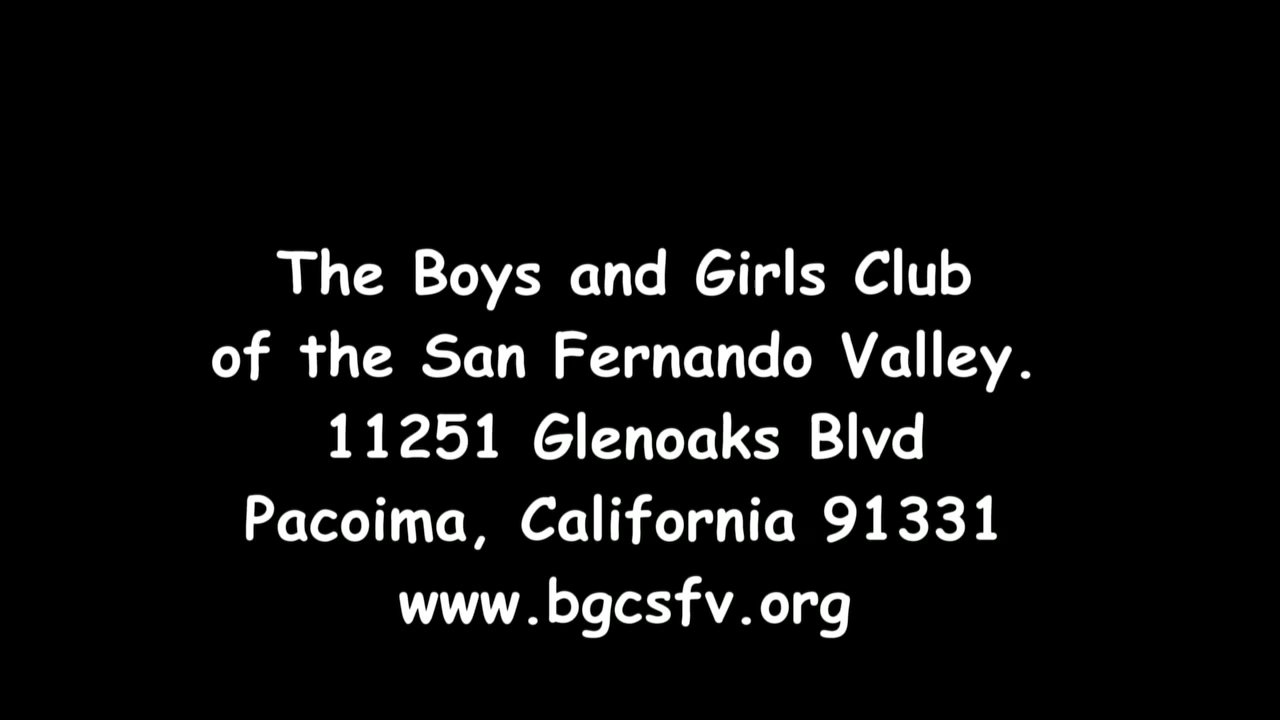 The Boys and Girls Club
of the San Fernando Valley.
11251 Glenoaks Blvd
Pacoima, California 91331
www.bgcsfv.org